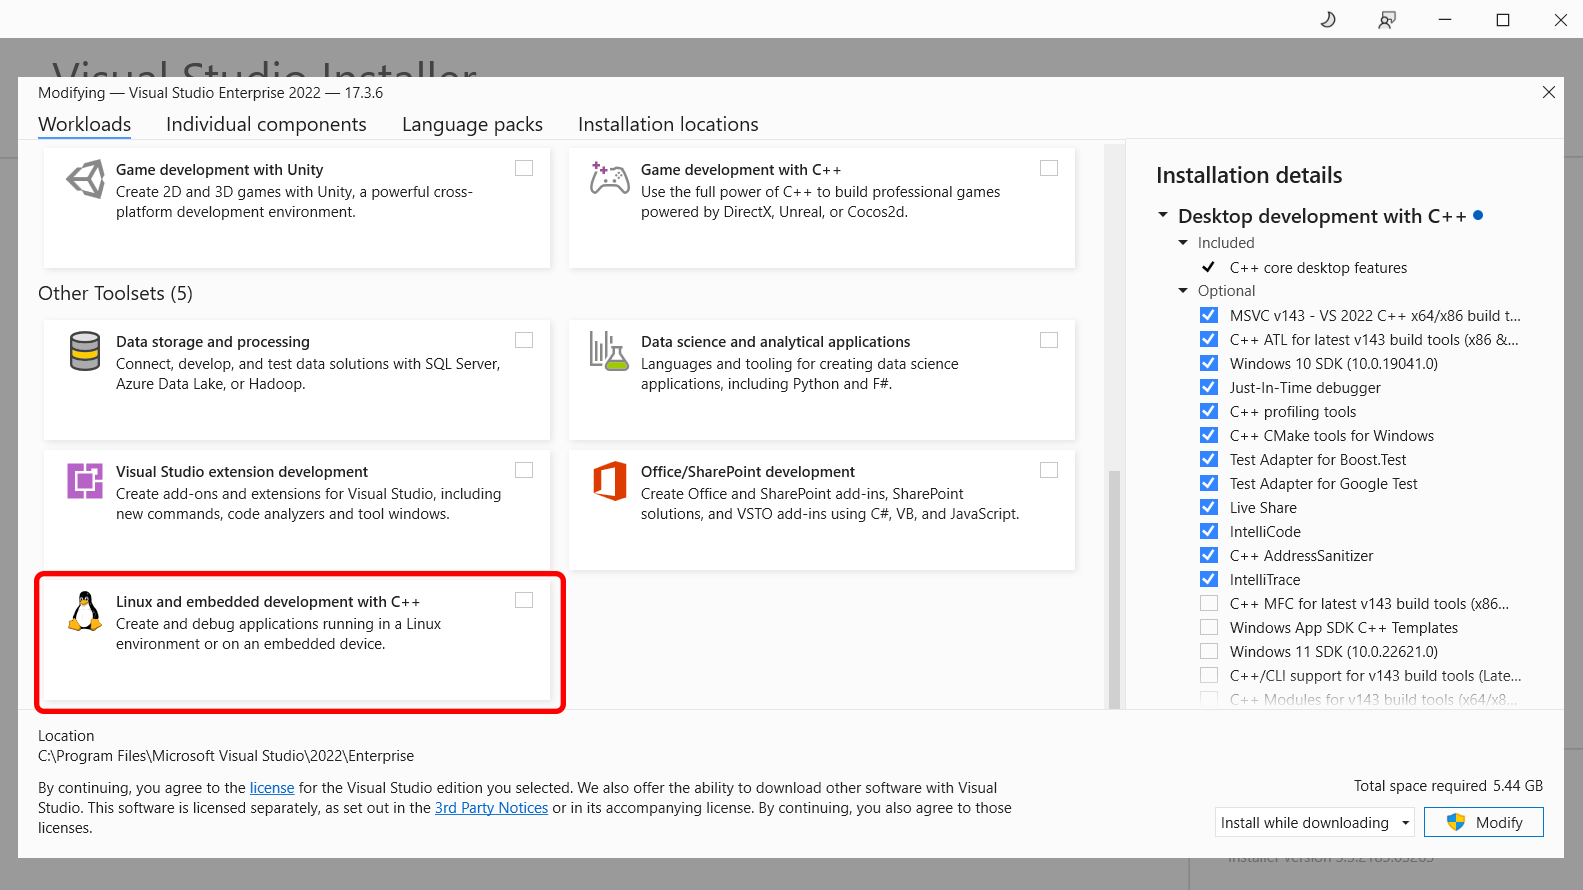 Visual Studio Installer
Modifying — Visual Studio Enterprise 2022 — 17.3.6
Workloads
Individual components
Language packs
Installation locations
Game development with Unity
Create 2D and 3D games with Unity, a powerful cross-
platform development environment.
Game development with C++
Use the full power of C++ to build professional games
powered by DirectX, Unreal, or Cocos2d.
Other Toolsets (5)
Data storage and processing
Connect, develop, and test data solutions with SQL Server,
Azure Data Lake, or Hadoop.
Data science and analytical applications
Languages and tooling for creating data science
applications, including Python and F#.
Visual Studio extension development
Create add-ons and extensions for Visual Studio, including
new commands, code analyzers and tool windows.
Office/SharePoint development
Create Office and SharePoint add-ins, SharePoint
solutions, and VSTO add-ins using C#, VB, and JavaScript.
Linux and embedded development with C++
Create and debug applications running in a Linux
environment or on an embedded device.
Installation details
Desktop development with C++
Included
C++ core desktop features
Optional
MSVC v143 - VS 2022 C++ x64/x86 build t...
C++ ATL for latest v143 build tools (x86 &...
Windows 10 SDK (10.0.19041.0)
Just-In-Time debugger
C++ profiling tools
C++ CMake tools for Windows
Test Adapter for Boost.Test
Test Adapter for Google Test
Live Share
IntelliCode
C++ AddressSanitizer
IntelliTrace
C++ MFC for latest v143 build tools (x86...
Windows App SDK C++ Templates
Windows 11 SDK (10.0.22621.0)
C++/CLI support for v143 build tools (Late...
C++ Modules for v143 build tools (x64/x8...
Location
C:\Program Files\Microsoft Visual Studio\2022\Enterprise
By continuing, you agree to the license for the Visual Studio edition you selected. We also offer the ability to download other software with Visual
Studio. This software is licensed separately, as set out in the 3rd Party Notices or in its accompanying license. By continuing, you also agree to those
licenses.
Total space required 5.44 GB
Install while downloading
Modify
Installer version